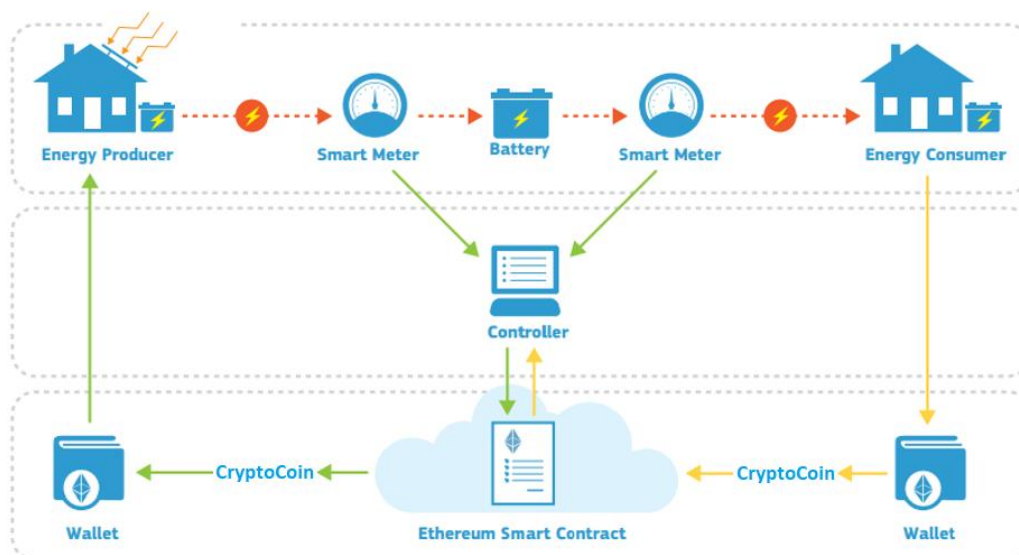 Energy Producer
Smart Meter
Battery
Smart Meter
Energy Consumer
Controller
CryptoCoin
CryptoCoin
Wallet
Ethereum Smart Contract
Wallet